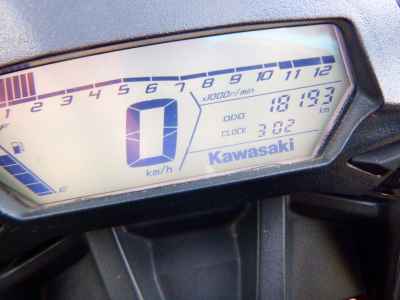 1 2 3 4 5 6 7 8 9 10 11 12
x1000r/min
F
0
km/h
ODO 18193 km
CLOCK 3:02
E
Kawasaki